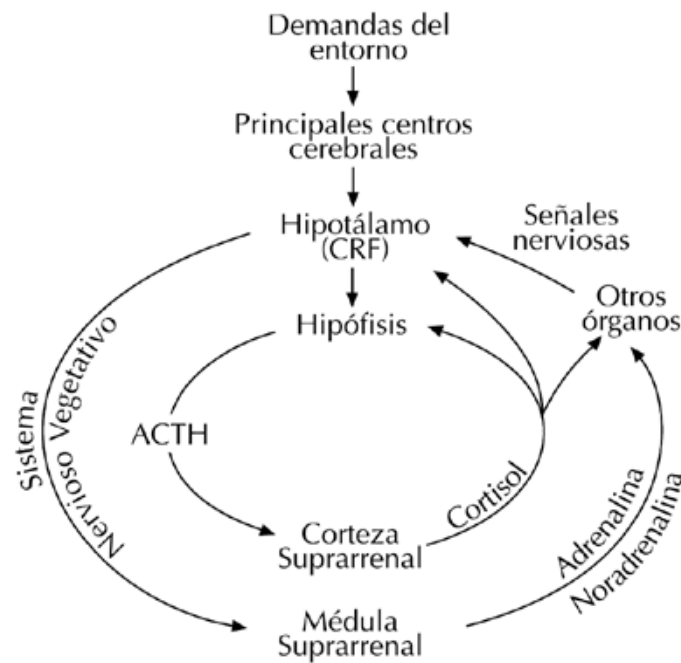 Demandas del
entorno
Principales centros
cerebrales
Hipotálamo
(CRF)
Señales
nerviosas
Otros
órganos
Hipófisis
Sistema
Nervioso Vegetativo
ACTH
Cortisol
Corteza
Suprarrenal
Adrenalina
Noradrenalina
Médula
Suprarrenal